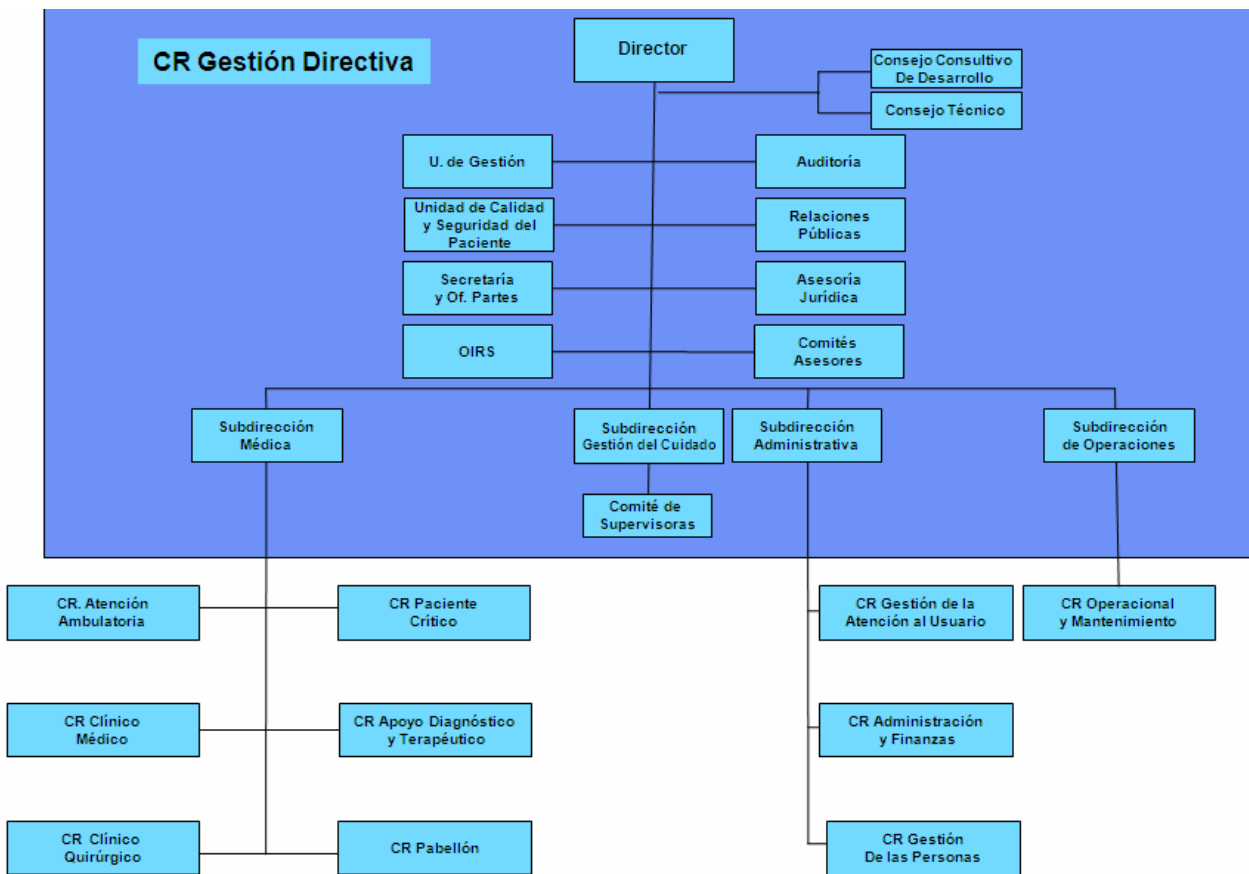 CR Gestión Directiva
Director
Consejo Consultivo
De Desarrollo
Consejo Técnico
U. de Gestión
Auditoría
Unidad de Calidad
y Seguridad del
Paciente
Relaciones
Públicas
Secretaría
y Of. Partes
Asesoría
Jurídica
OIRS
Comités
Asesores
Subdirección
Médica
Subdirección
Gestión del Cuidado
Subdirección
Administrativa
Subdirección
de Operaciones
Comité de
Supervisoras
CR. Atención
Ambulatoria
CR Paciente
Crítico
CR Gestión de la
Atención al Usuario
CR Operacional
y Mantenimiento
CR Clínico
Médico
CR Apoyo Diagnóstico
y Terapéutico
CR Administración
y Finanzas
CR Clínico
Quirúrgico
CR Pabellón
CR Gestión
De las Personas